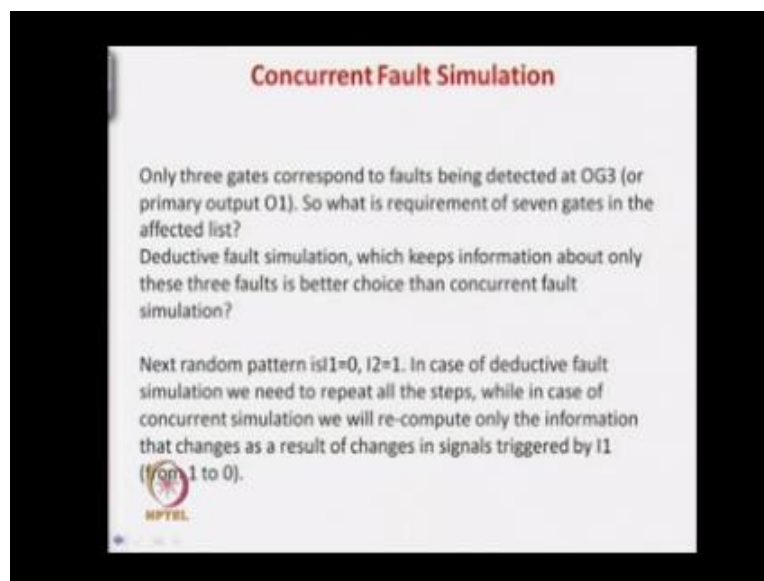 Concurrent Fault Simulation
Only three gates correspond to faults being detected at OG3 (or
primary output O1). So what is requirement of seven gates in the
affected list?
Deductive fault simulation, which keeps information about only
these three faults is better choice than concurrent fault
simulation?
Next random pattern isI1=0, I2=1. In case of deductive fault
simulation we need to repeat all the steps, while in case of
concurrent simulation we will re-compute only the information
that changes as a result of changes in signals triggered by I1
(from 1 to 0).
NPTEL